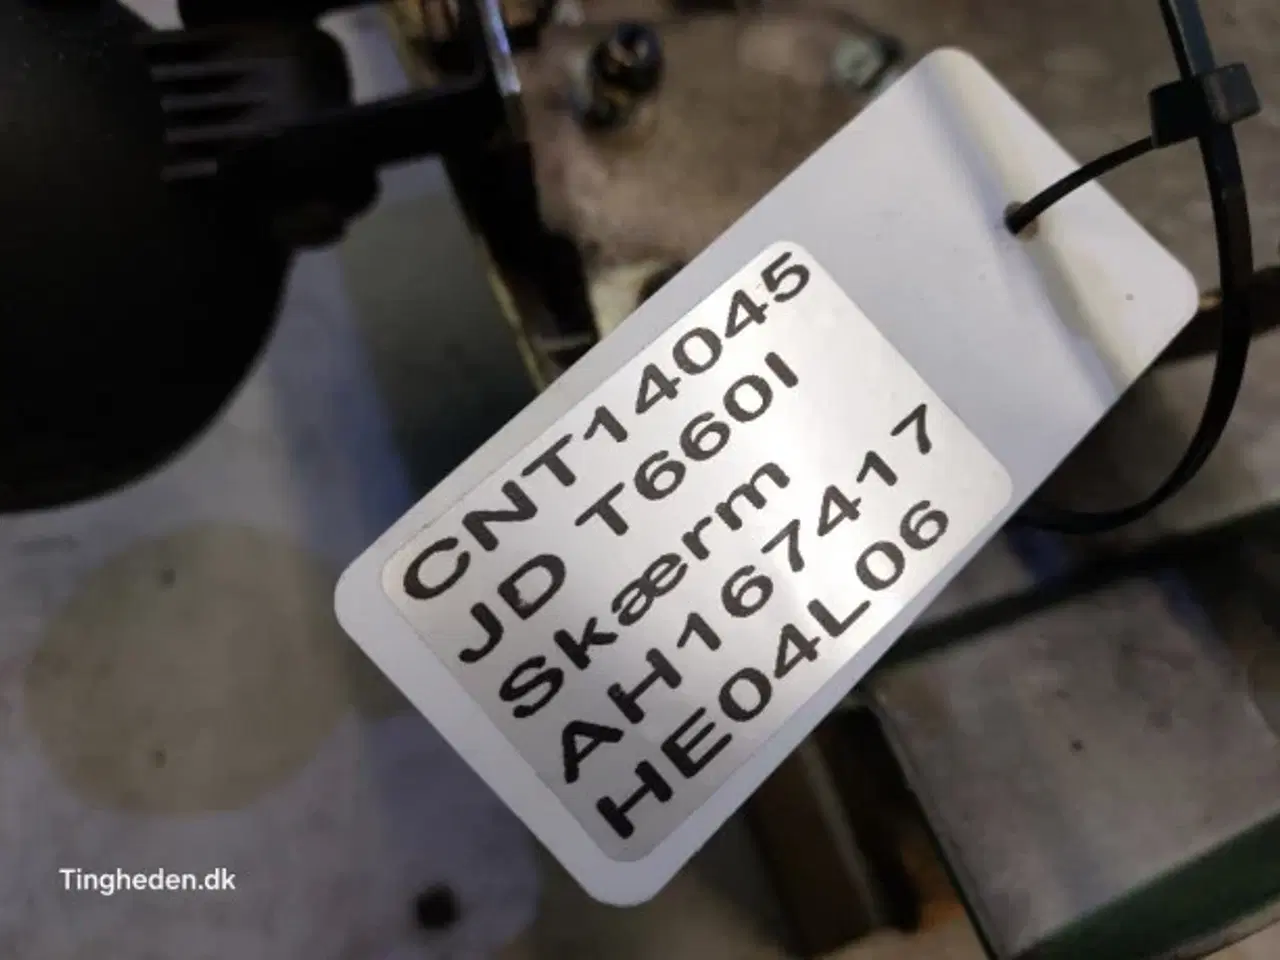 CNT14045
JD T660I
Skærm
AH167417
HE04L06
Tingheden.dk